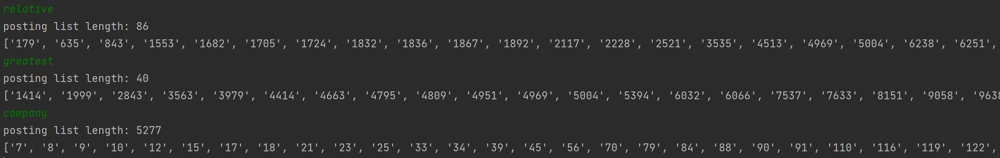 relative
posting list length: 86
['179', '635', '843', '1553', '1682', '1705', '1724', '1832', '1836', '1867', '1892', '2117', '2228', '2521', '3535', '4513', '4969', '5004', '6238', '6251',
greatest
posting list length: 40
['1414', '1999', '2843', '3563', '3979', '4414', '4663', '4795', '4809', '4951', '4969', '5004', '5394', '6032', '6066', '7537', '7633', '8151', '9058', '9638
company
posting list length: 5277
['7', '8', '9', '10', '12', '15', '17', '18', '21', '23', '25', '33', '34', '39', '45', '56', '70', '79', '84', '88', '90', '91', '110', '116', '119', '122',